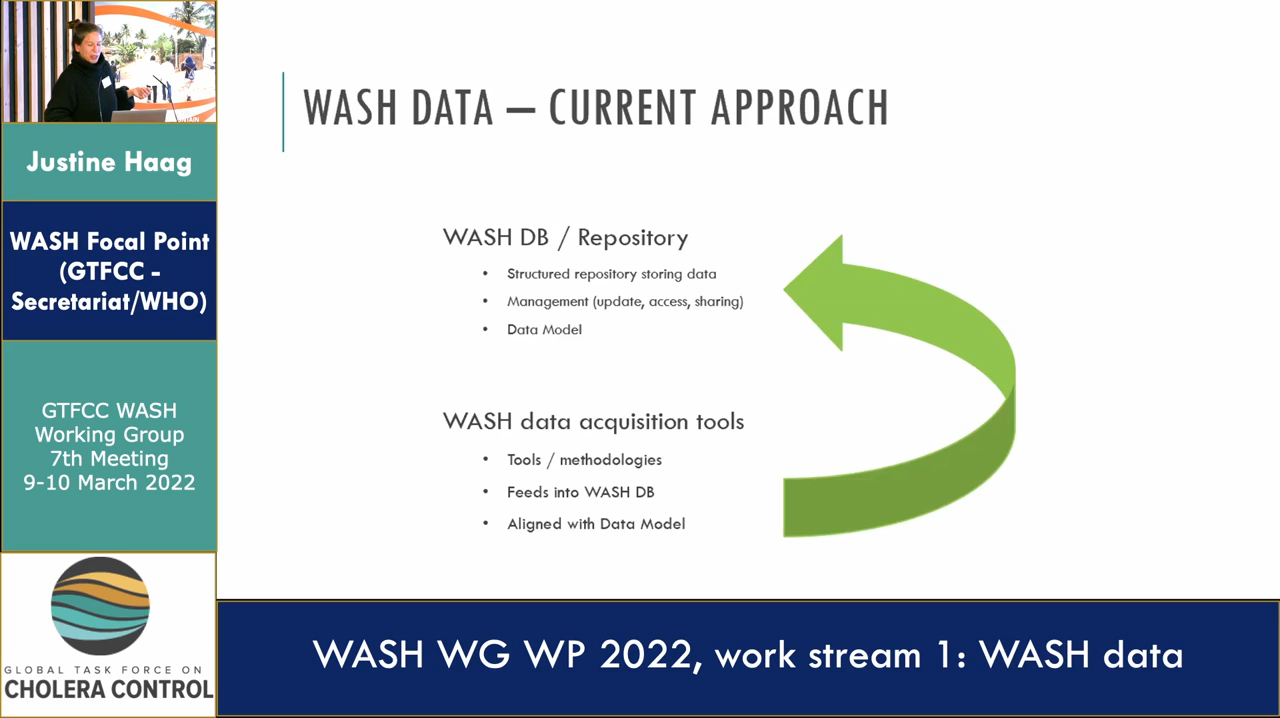 Justine Haag
WASH Focal Point
(GTFCC -
Secretariat/WHO)
GTFCC WASH
Working Group
7th Meeting
9-10 March 2022
GLOBAL TASK FORCE ON
CHOLERA CONTROL
WASH DATA – CURRENT APPROACH
WASH DB / Repository
• Structured repository storing data
• Management (update, access, sharing)
• Data Model
WASH data acquisition tools
• Tools / methodologies
• Feeds into WASH DB
• Aligned with Data Model
WASH WG WP 2022, work stream 1: WASH data